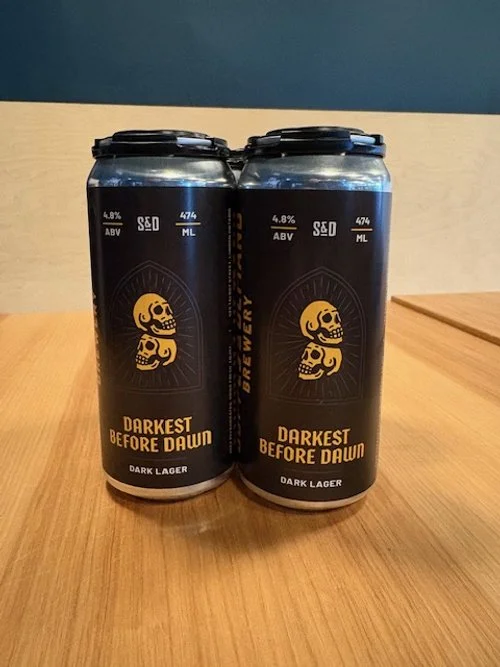 4.8%
ABV
S&D
474
ML
DARKEST
BEFORE DAWN
DARK LAGER
BREWERY
4.8%
ABV
S&D
474
ML
DARKEST
BEFORE DAWN
DARK LAGER